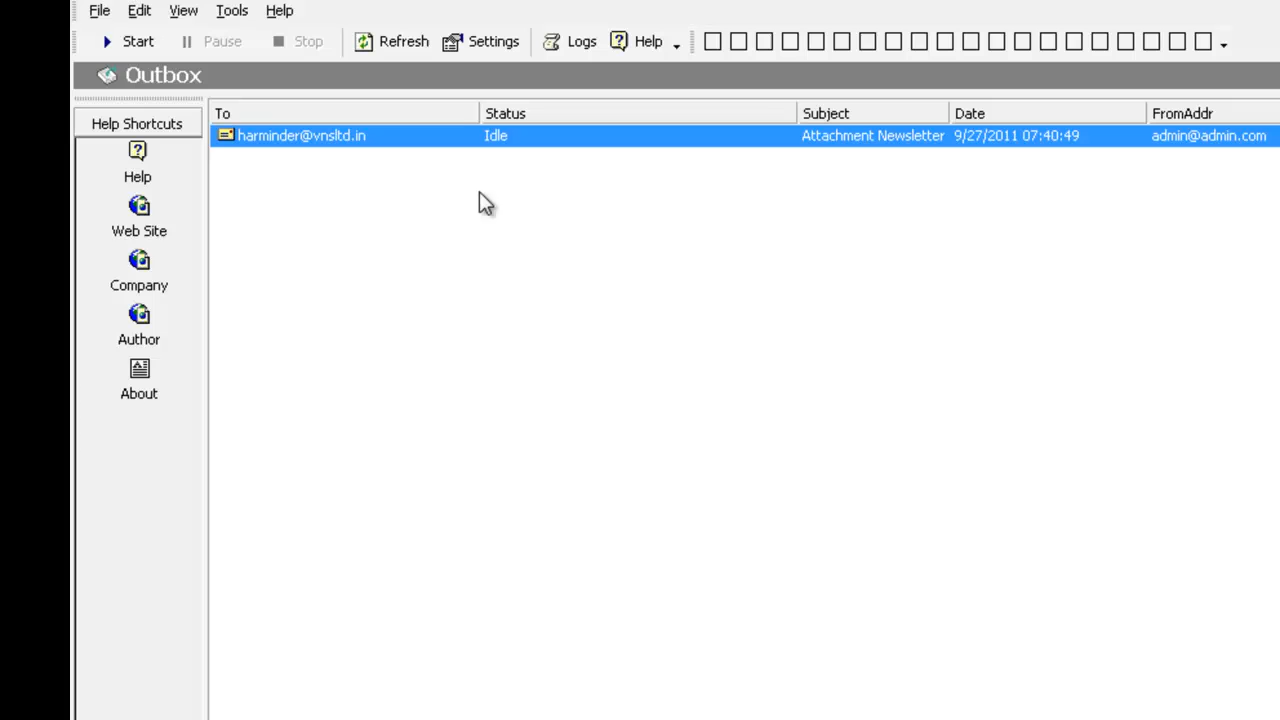 File Edit View Tools Help
Start Pause Stop Refresh Settings Logs Help
Outbox
Help Shortcuts
Help
Web Site
Company
Author
About
To Status Subject Date FromAddr
harminder@vnsltd.in Idle Attachment Newsletter 9/27/2011 07:40:49 admin@admin.com